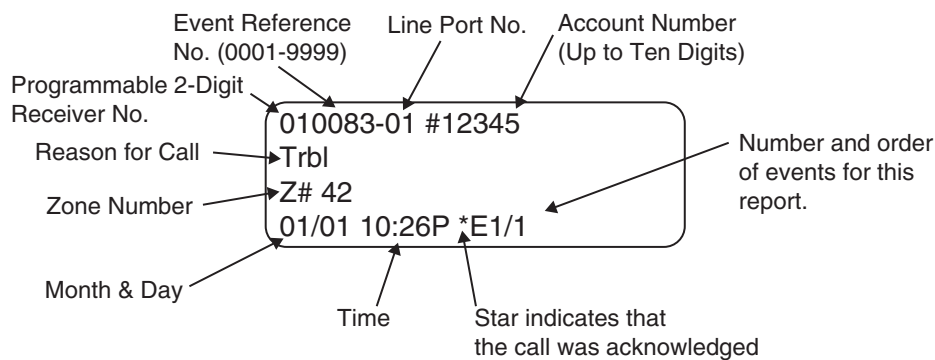 Event Reference
No. (0001-9999)
Line Port No.
Account Number
(Up to Ten Digits)
Programmable 2-Digit
Receiver No.
010083-01 #12345
Reason for Call
Trbl
Number and order
of events for this
report.
Zone Number
Z# 42
01/01 10:26P *E1/1
Month & Day
Time
Star indicates that
the call was acknowledged